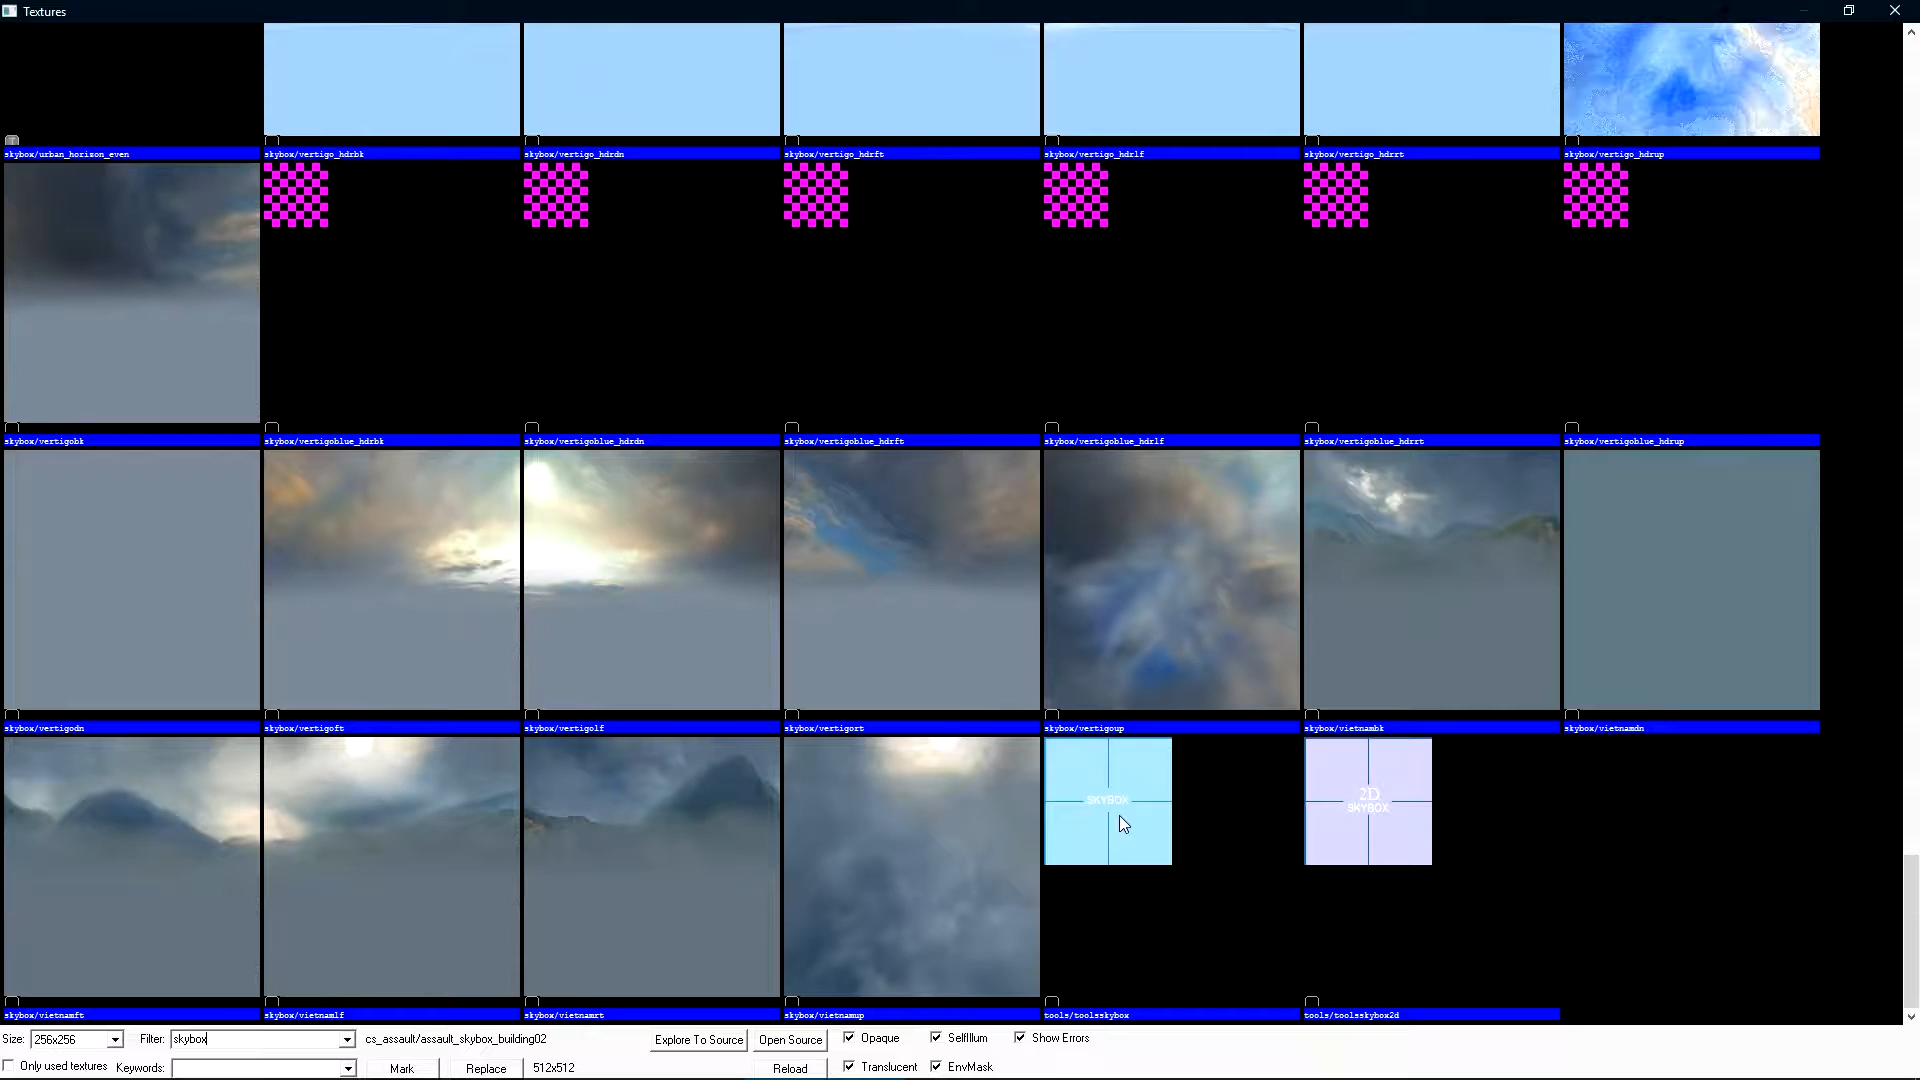 Textures
skybox/urban_horizon_even
skybox/vertigo_hdrbk
skybox/vertigo_hdrdn
skybox/vertigo_hdrft
skybox/vertigo_hdrlf
skybox/vertigo_hdrrt
skybox/vertigo_hdrup
skybox/vertigobk
skybox/vertigoblue_hdrbk
skybox/vertigoblue_hdrdn
skybox/vertigoblue_hdrft
skybox/vertigoblue_hdrlf
skybox/vertigoblue_hdrrt
skybox/vertigoblue_hdrup
skybox/vertigodn
skybox/vertigoft
skybox/vertigolf
skybox/vertigort
skybox/vertigoup
skybox/vietnambk
skybox/vietnamdn
SKYBOX
2D
SKYBOX
skybox/vietnamft
skybox/vietnamlf
skybox/vietnamrt
skybox/vietnamup
tools/toolsskybox
tools/toolsskybox2d
Size: 256x256 Filter: skybox cs_assault/assault_skybox_building02 Explore To Source Open Source Opaque SelfIllum Show Errors
Only used textures Keywords: Mark Replace 512x512 Reload Translucent EnvMask